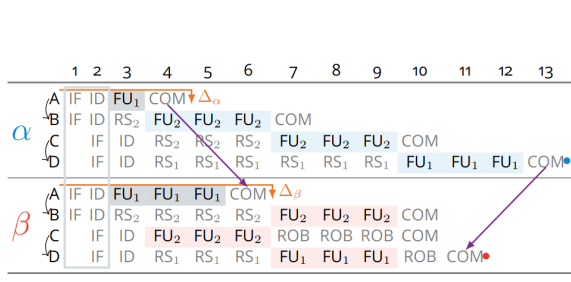 1 2 3 4 5 6 7 8 9 10 11 12 13
α
A IF ID FU₁ COM Δα
B IF ID RS₂ FU₂ FU₂ FU₂ COM
C IF ID RS₂ RS₂ RS₂ FU₂ FU₂ FU₂ COM
D IF ID RS₁ RS₁ RS₁ RS₁ RS₁ RS₁ FU₁ FU₁ FU₁ COM
β
A IF ID FU₁ FU₁ FU₁ COM Δβ
B IF ID RS₂ RS₂ RS₂ RS₂ FU₂ FU₂ FU₂ COM
C IF ID FU₂ FU₂ FU₂ ROB ROB ROB COM
D IF ID RS₁ RS₁ RS₁ FU₁ FU₁ FU₁ ROB COM